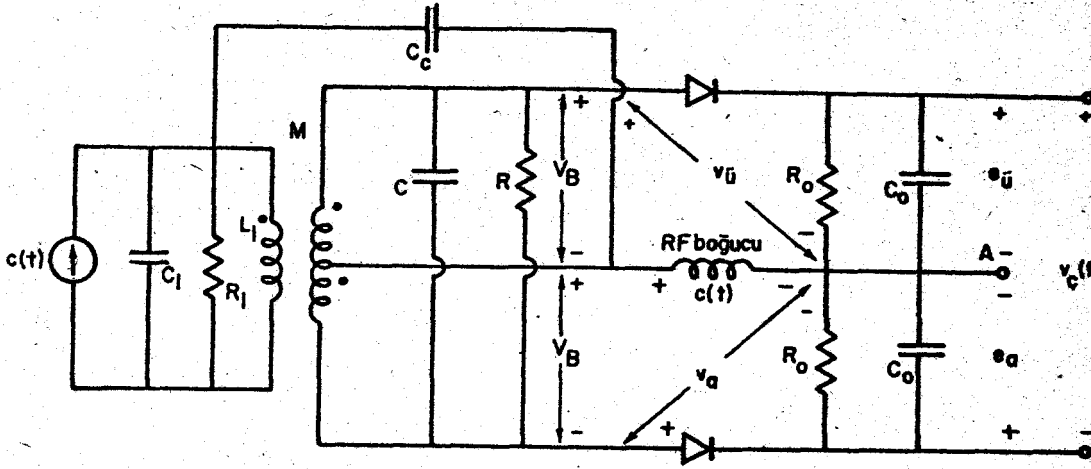 C_c
M
+
+
V_B
v_ü
R_o
C_o
+
e_ü
+
C
R
L_1
c(t)
C_1
R_1
−
−
RF boğucu
A −
+
+
c(t)
−
−
−
v_ç(t
V_B
R_o
C_o
e_a
v_a
−
+
+
−